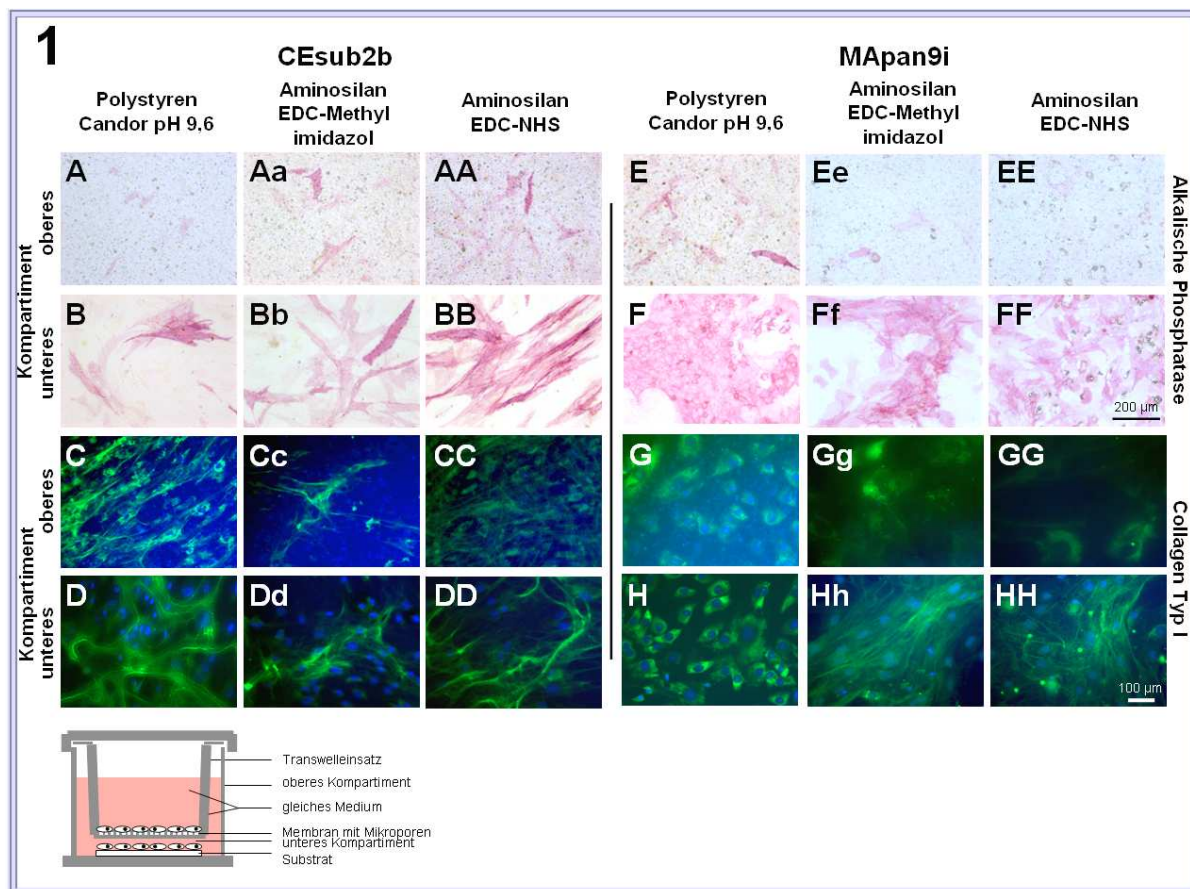 1
CEsub2b
MApan9i
Polystyren
Candor pH 9,6
Aminosilan
EDC-Methyl
imidazol
Aminosilan
EDC-NHS
Polystyren
Candor pH 9,6
Aminosilan
EDC-Methyl
imidazol
Aminosilan
EDC-NHS
Kompartiment
oberes
unteres
A
Aa
AA
E
Ee
EE
B
Bb
BB
F
Ff
FF
200 µm
Alkalische Phosphatase
Kompartiment
oberes
unteres
C
Cc
CC
G
Gg
GG
D
Dd
DD
H
Hh
HH
100 µm
Collagen Typ I
Transwelleinsatz
oberes Kompartiment
gleiches Medium
Membran mit Mikroporen
unteres Kompartiment
Substrat